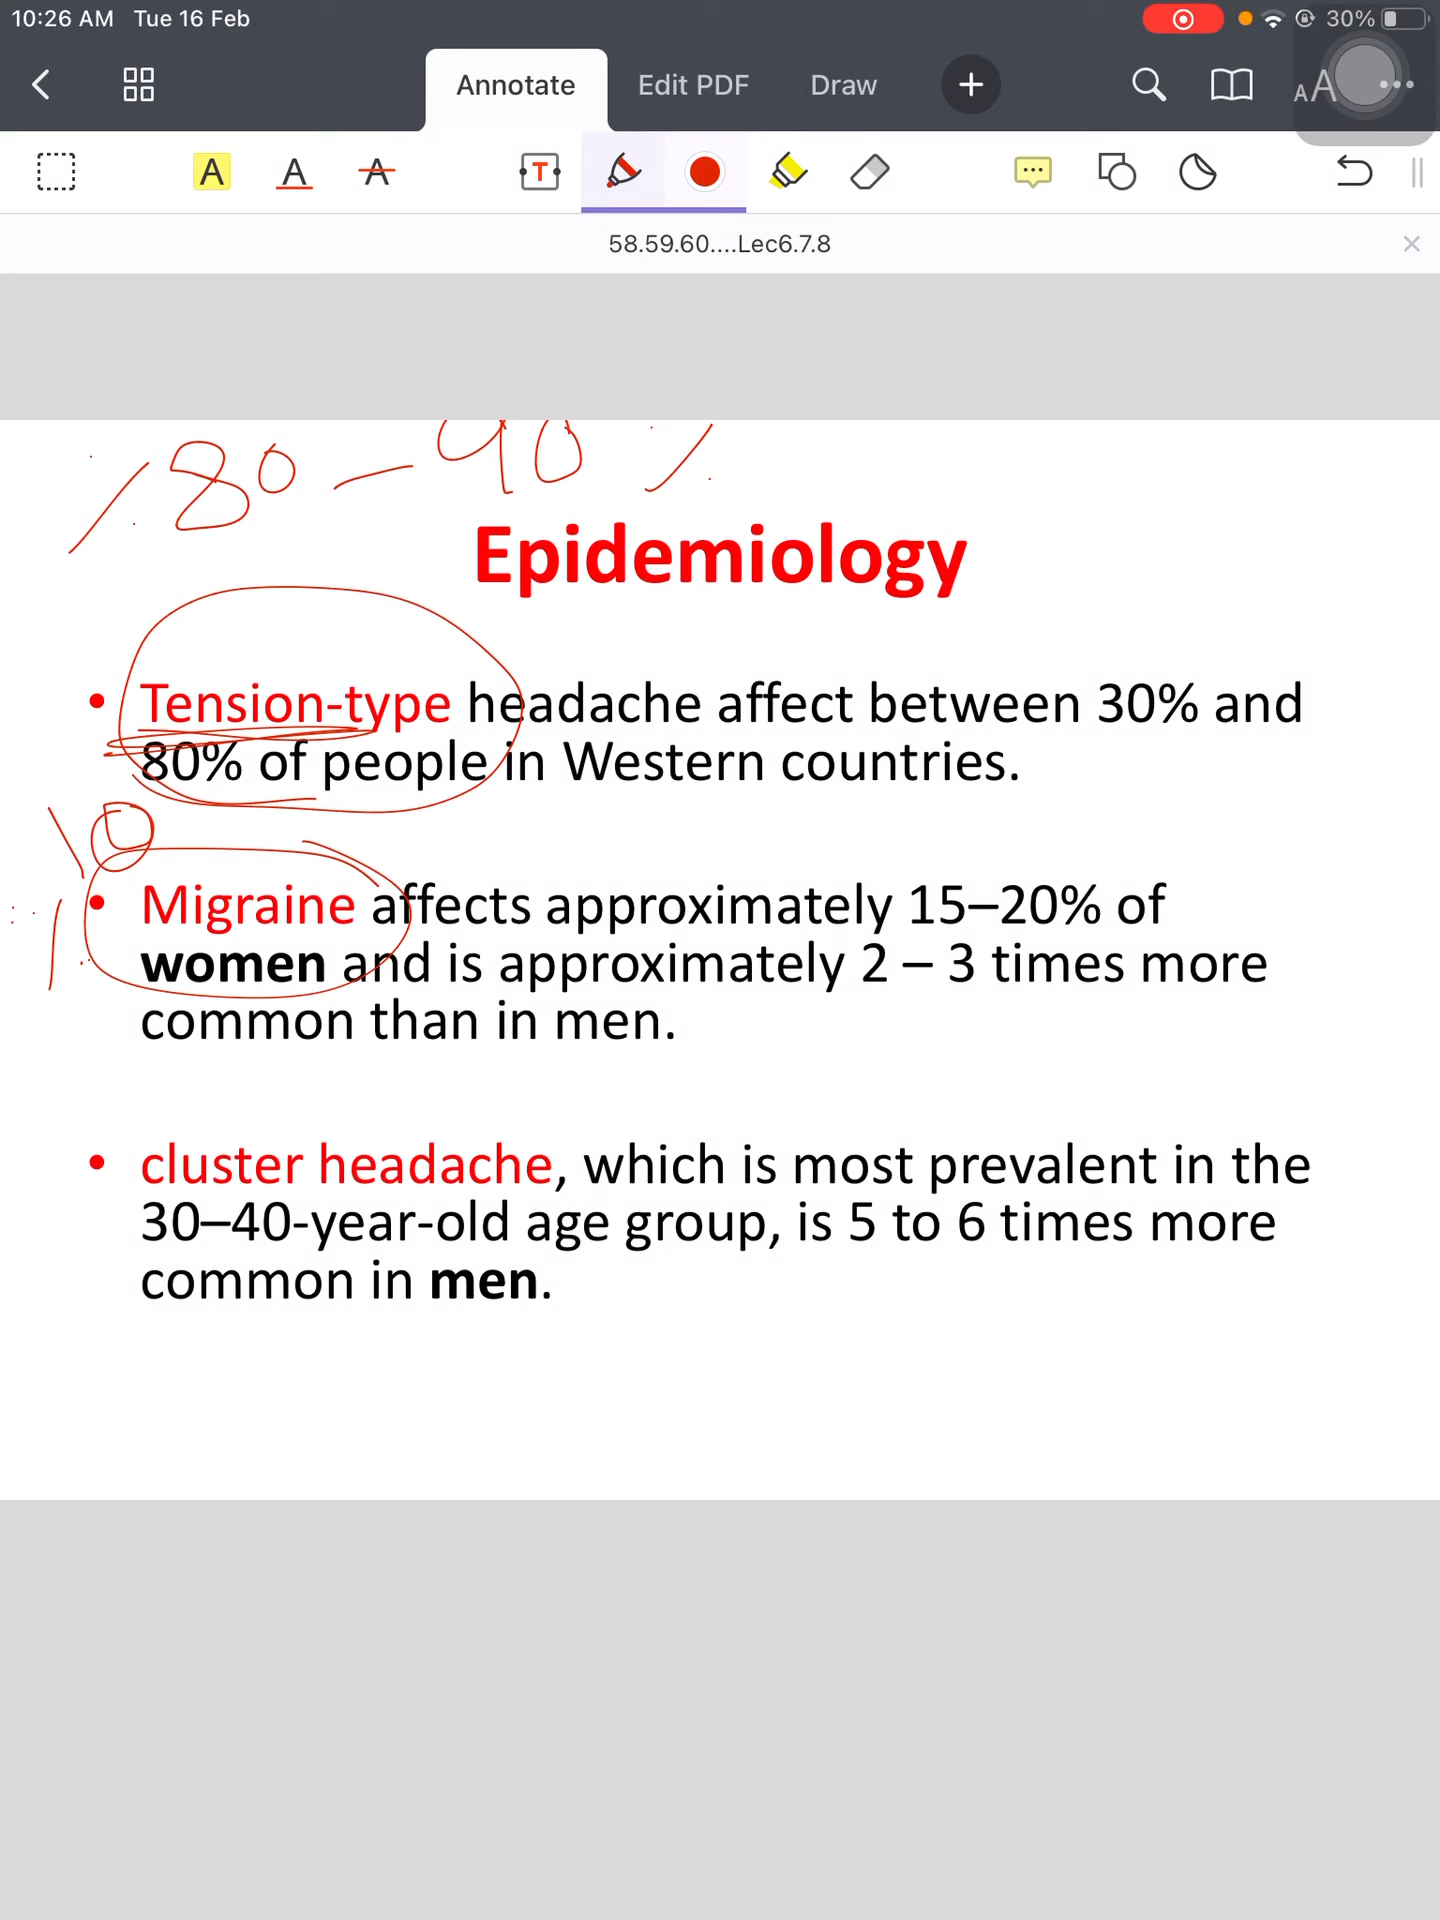 10:26 AM Tue 16 Feb 30%
Annotate Edit PDF Draw
58.59.60....Lec6.7.8
% 80 - 90 %
Epidemiology
• Tension-type headache affect between 30% and
80% of people in Western countries.
10
• Migraine affects approximately 15–20% of
women and is approximately 2 – 3 times more
common than in men.
• cluster headache, which is most prevalent in the
30–40-year-old age group, is 5 to 6 times more
common in men.